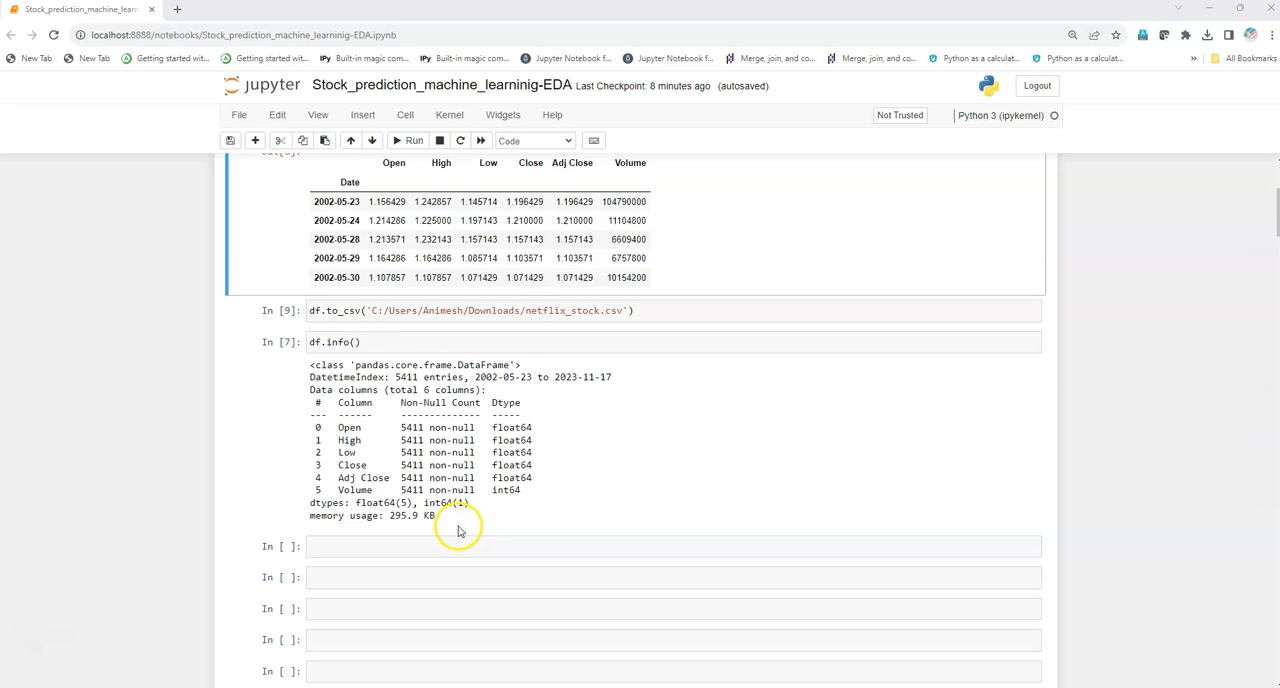 Stock_prediction_machine_learni
localhost:8888/notebooks/Stock_prediction_machine_learninig-EDA.ipynb
New Tab New Tab Getting started wit... Getting started wit... IPy Built-in magic com... IPy Built-in magic com... Jupyter Notebook f... Jupyter Notebook f... Merge, join, and co... Merge, join, and co... Python as a calculat... Python as a calculat... » All Bookmarks
jupyter Stock_prediction_machine_learninig-EDA Last Checkpoint: 8 minutes ago (autosaved) Logout
File Edit View Insert Cell Kernel Widgets Help Not Trusted Python 3 (ipykernel)
Run Code
Open High Low Close Adj Close Volume
Date
2002-05-23 1.156429 1.242857 1.145714 1.196429 1.196429 104790000
2002-05-24 1.214286 1.225000 1.197143 1.210000 1.210000 11104800
2002-05-28 1.213571 1.232143 1.157143 1.157143 1.157143 6609400
2002-05-29 1.164286 1.164286 1.085714 1.103571 1.103571 6757800
2002-05-30 1.107857 1.107857 1.071429 1.071429 1.071429 10154200
In [9]: df.to_csv('C:/Users/Animesh/Downloads/netflix_stock.csv')
In [7]: df.info()
<class 'pandas.core.frame.DataFrame'>
DatetimeIndex: 5411 entries, 2002-05-23 to 2023-11-17
Data columns (total 6 columns):
# Column Non-Null Count Dtype
--- ------ -------------- -----
0 Open 5411 non-null float64
1 High 5411 non-null float64
2 Low 5411 non-null float64
3 Close 5411 non-null float64
4 Adj Close 5411 non-null float64
5 Volume 5411 non-null int64
dtypes: float64(5), int64(1)
memory usage: 295.9 KB
In [ ]:
In [ ]:
In [ ]:
In [ ]:
In [ ]: